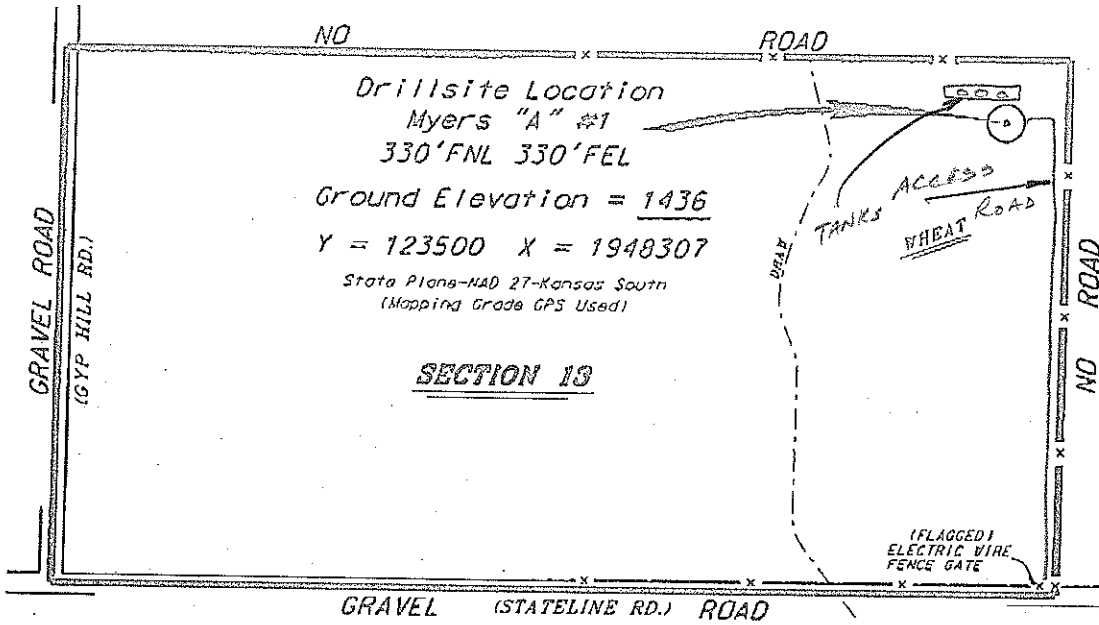 NO ROAD
Drillsite Location
Myers "A" #1
330'FNL 330'FEL
Ground Elevation = 1436
Y = 123500 X = 1948307
State Plane-NAD 27-Kansas South
(Mapping Grade GPS Used)
SECTION 13
GRAVEL ROAD
(GYP HILL RD.)
DRAW
TANKS
ACCESS
ROAD
WHEAT
NO ROAD
(FLAGGED)
ELECTRIC WIRE
FENCE GATE
GRAVEL (STATELINE RD.) ROAD